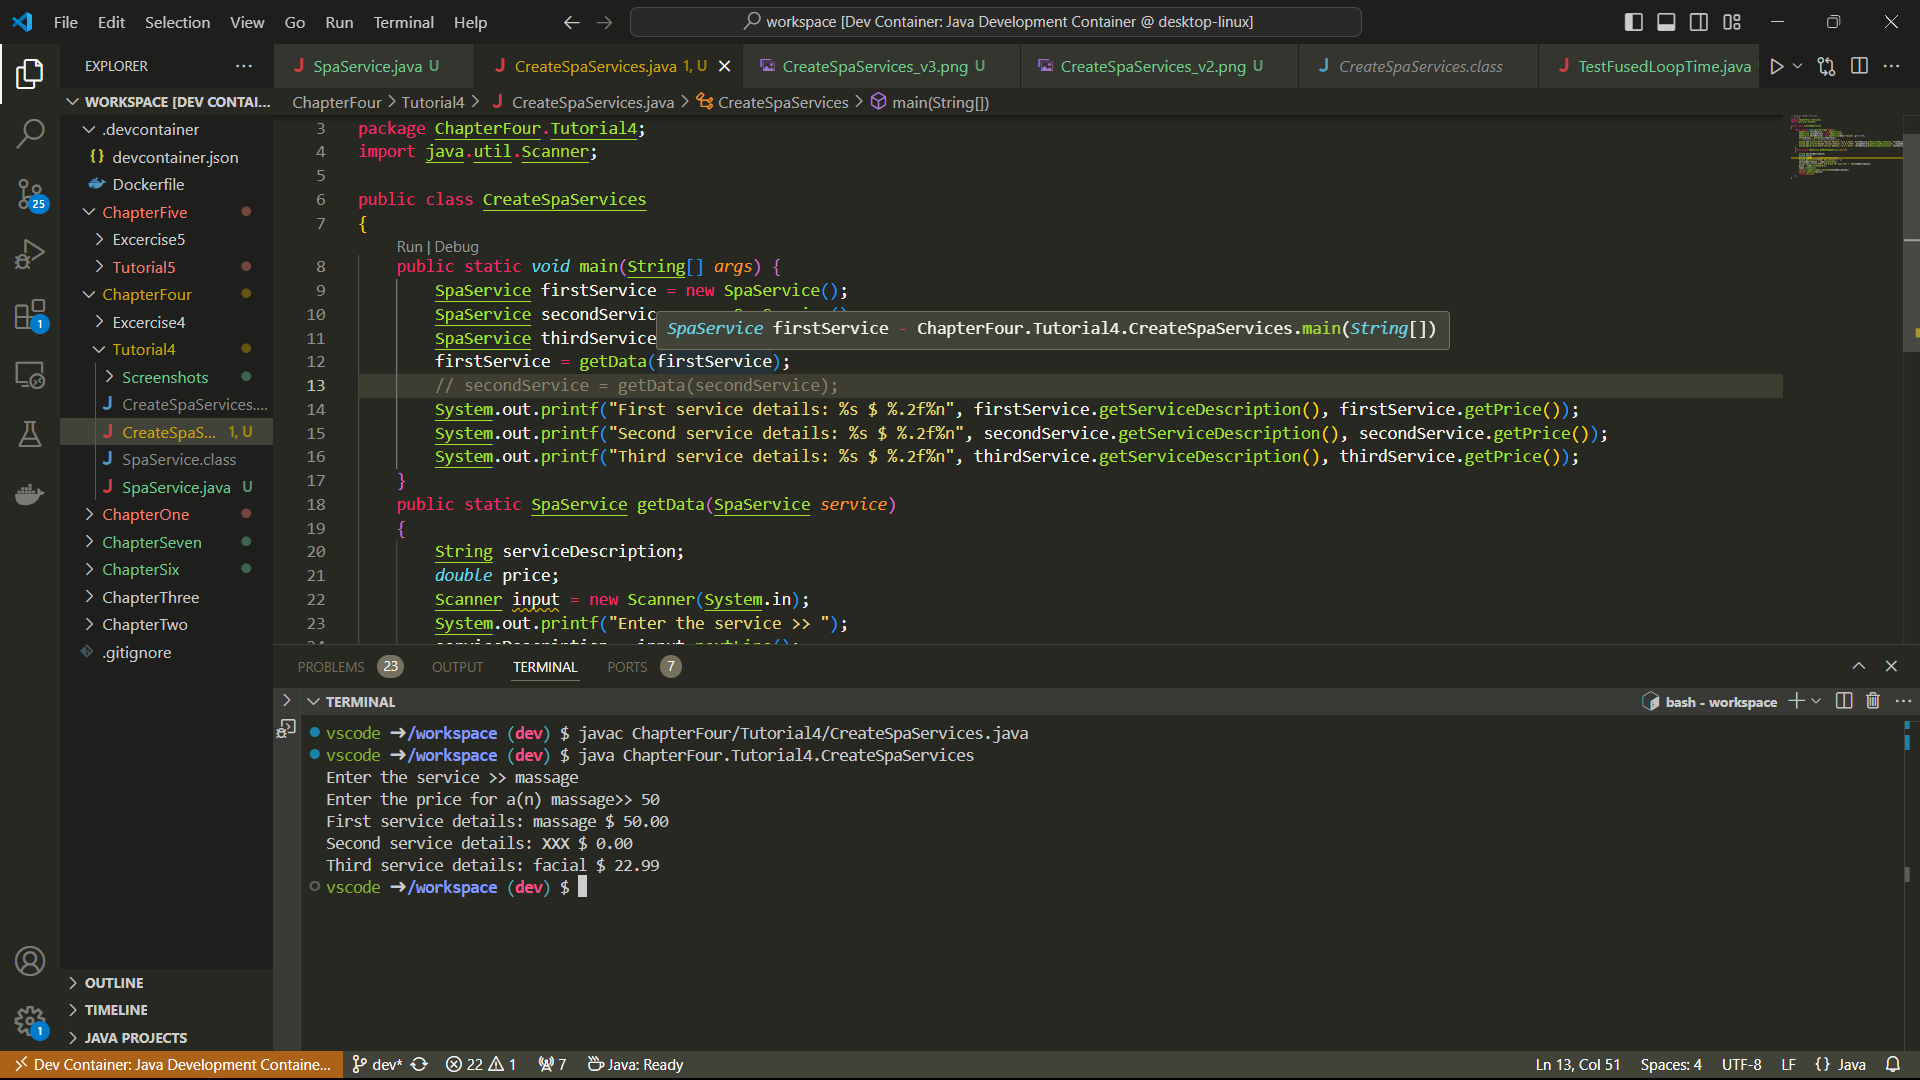 File Edit Selection View Go Run Terminal Help
workspace [Dev Container: Java Development Container @ desktop-linux]
EXPLORER
SpaService.java U
CreateSpaServices.java 1, U
CreateSpaServices_v3.png U
CreateSpaServices_v2.png U
CreateSpaServices.class
TestFusedLoopTime.java
WORKSPACE [DEV CONTAI...
ChapterFour > Tutorial4 > CreateSpaServices.java > CreateSpaServices > main(String[])
.devcontainer
devcontainer.json
Dockerfile
ChapterFive
Excercise5
Tutorial5
ChapterFour
Excercise4
Tutorial4
Screenshots
CreateSpaServices....
CreateSpaS... 1, U
SpaService.class
SpaService.java U
ChapterOne
ChapterSeven
ChapterSix
ChapterThree
ChapterTwo
.gitignore
25
1
1
OUTLINE
TIMELINE
JAVA PROJECTS
3 package ChapterFour.Tutorial4;
4 import java.util.Scanner;
5
6 public class CreateSpaServices
7 {
Run | Debug
8 public static void main(String[] args) {
9 SpaService firstService = new SpaService();
10 SpaService secondServic
11 SpaService thirdService
SpaService firstService - ChapterFour.Tutorial4.CreateSpaServices.main(String[])
12 firstService = getData(firstService);
13 // secondService = getData(secondService);
14 System.out.printf("First service details: %s $ %.2f%n", firstService.getServiceDescription(), firstService.getPrice());
15 System.out.printf("Second service details: %s $ %.2f%n", secondService.getServiceDescription(), secondService.getPrice());
16 System.out.printf("Third service details: %s $ %.2f%n", thirdService.getServiceDescription(), thirdService.getPrice());
17 }
18 public static SpaService getData(SpaService service)
19 {
20 String serviceDescription;
21 double price;
22 Scanner input = new Scanner(System.in);
23 System.out.printf("Enter the service >> ");
PROBLEMS 23 OUTPUT TERMINAL PORTS 7
TERMINAL
bash - workspace
vscode ➜/workspace (dev) $ javac ChapterFour/Tutorial4/CreateSpaServices.java
vscode ➜/workspace (dev) $ java ChapterFour.Tutorial4.CreateSpaServices
Enter the service >> massage
Enter the price for a(n) massage>> 50
First service details: massage $ 50.00
Second service details: XXX $ 0.00
Third service details: facial $ 22.99
vscode ➜/workspace (dev) $
Dev Container: Java Development Containe... dev* 22 1 7 Java: Ready
Ln 13, Col 51 Spaces: 4 UTF-8 LF {} Java